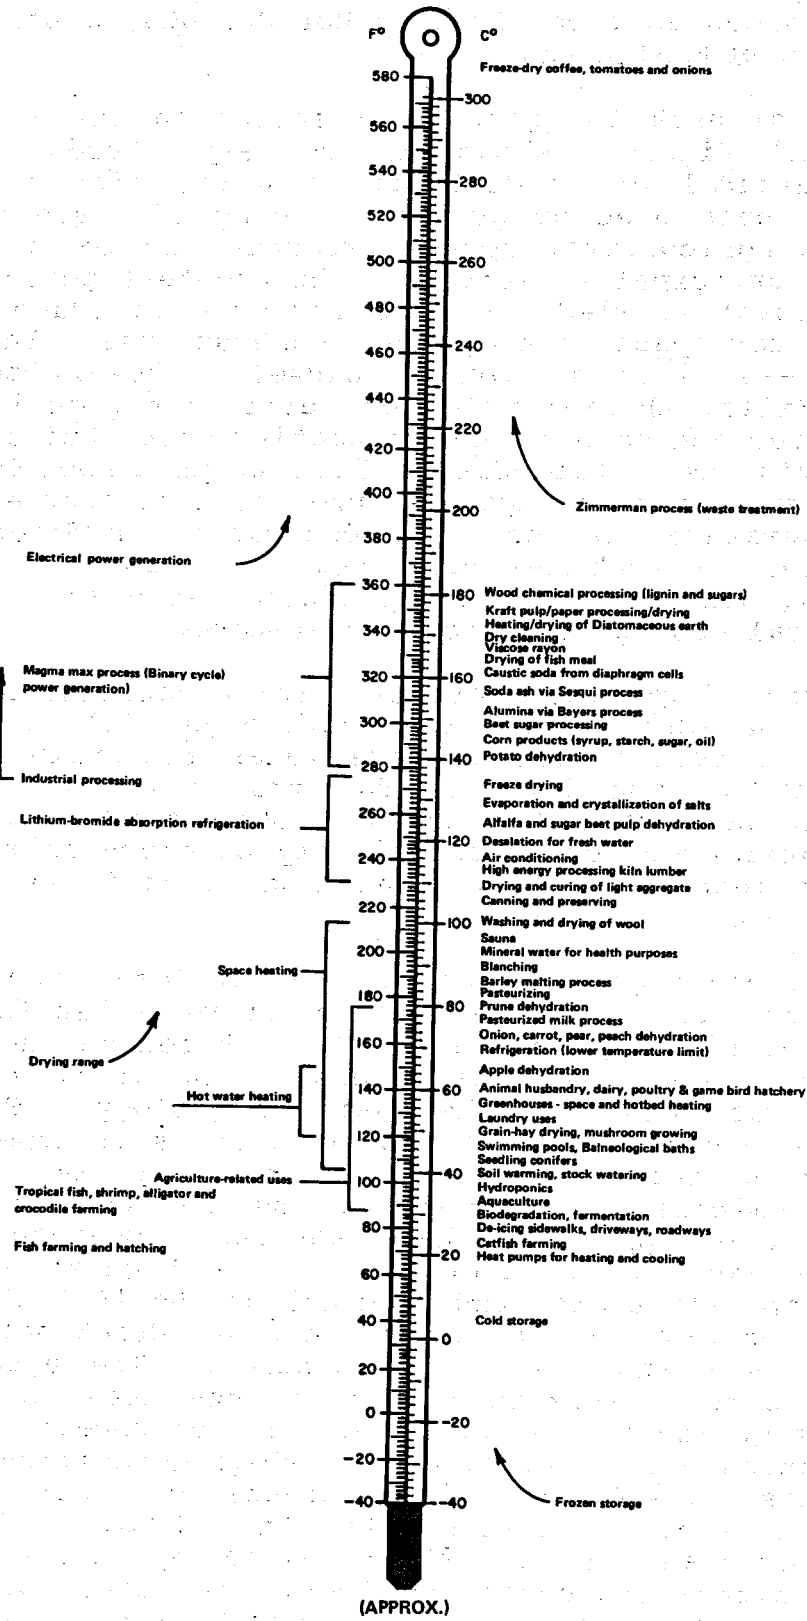 F° C°
Freeze-dry coffee, tomatoes and onions
580
300
560
540
280
520
500
260
480
460
240
440
420
220
400
200
Zimmerman process (waste treatment)
380
Electrical power generation
360
180
Wood chemical processing (lignin and sugars)
Kraft pulp/paper processing/drying
Heating/drying of Diatomaceous earth
340
Dry cleaning
Viscose rayon
Drying of fish meal
Magma max process (Binary cycle)
power generation)
320
160
Caustic soda from diaphragm cells
Soda ash via Sesqui process
Alumina via Bayers process
300
Beet sugar processing
Corn products (syrup, starch, sugar, oil)
140
Potato dehydration
280
Industrial processing
Freeze drying
Evaporation and crystallization of salts
260
Lithium-bromide absorption refrigeration
Alfalfa and sugar beet pulp dehydration
120
Desalation for fresh water
240
Air conditioning
High energy processing kiln lumber
Drying and curing of light aggregate
Canning and preserving
220
100
Washing and drying of wool
Sauna
200
Mineral water for health purposes
Space heating
Blanching
Barley malting process
180
Pasteurizing
80
Prune dehydration
Pasteurized milk process
Onion, carrot, pear, peach dehydration
160
Refrigeration (lower temperature limit)
Drying range
Apple dehydration
140
60
Animal husbandry, dairy, poultry & game bird hatchery
Hot water heating
Greenhouses - space and hotbed heating
Laundry uses
120
Grain-hay drying, mushroom growing
Swimming pools, Balneological baths
Seedling conifers
40
Soil warming, stock watering
Agriculture-related uses
100
Hydroponics
Tropical fish, shrimp, alligator and
crocodile farming
Aquaculture
Biodegradation, fermentation
80
De-icing sidewalks, driveways, roadways
Catfish farming
Fish farming and hatching
20
Heat pumps for heating and cooling
60
40
Cold storage
0
20
0
-20
-20
-40
-40
Frozen storage
(APPROX.)